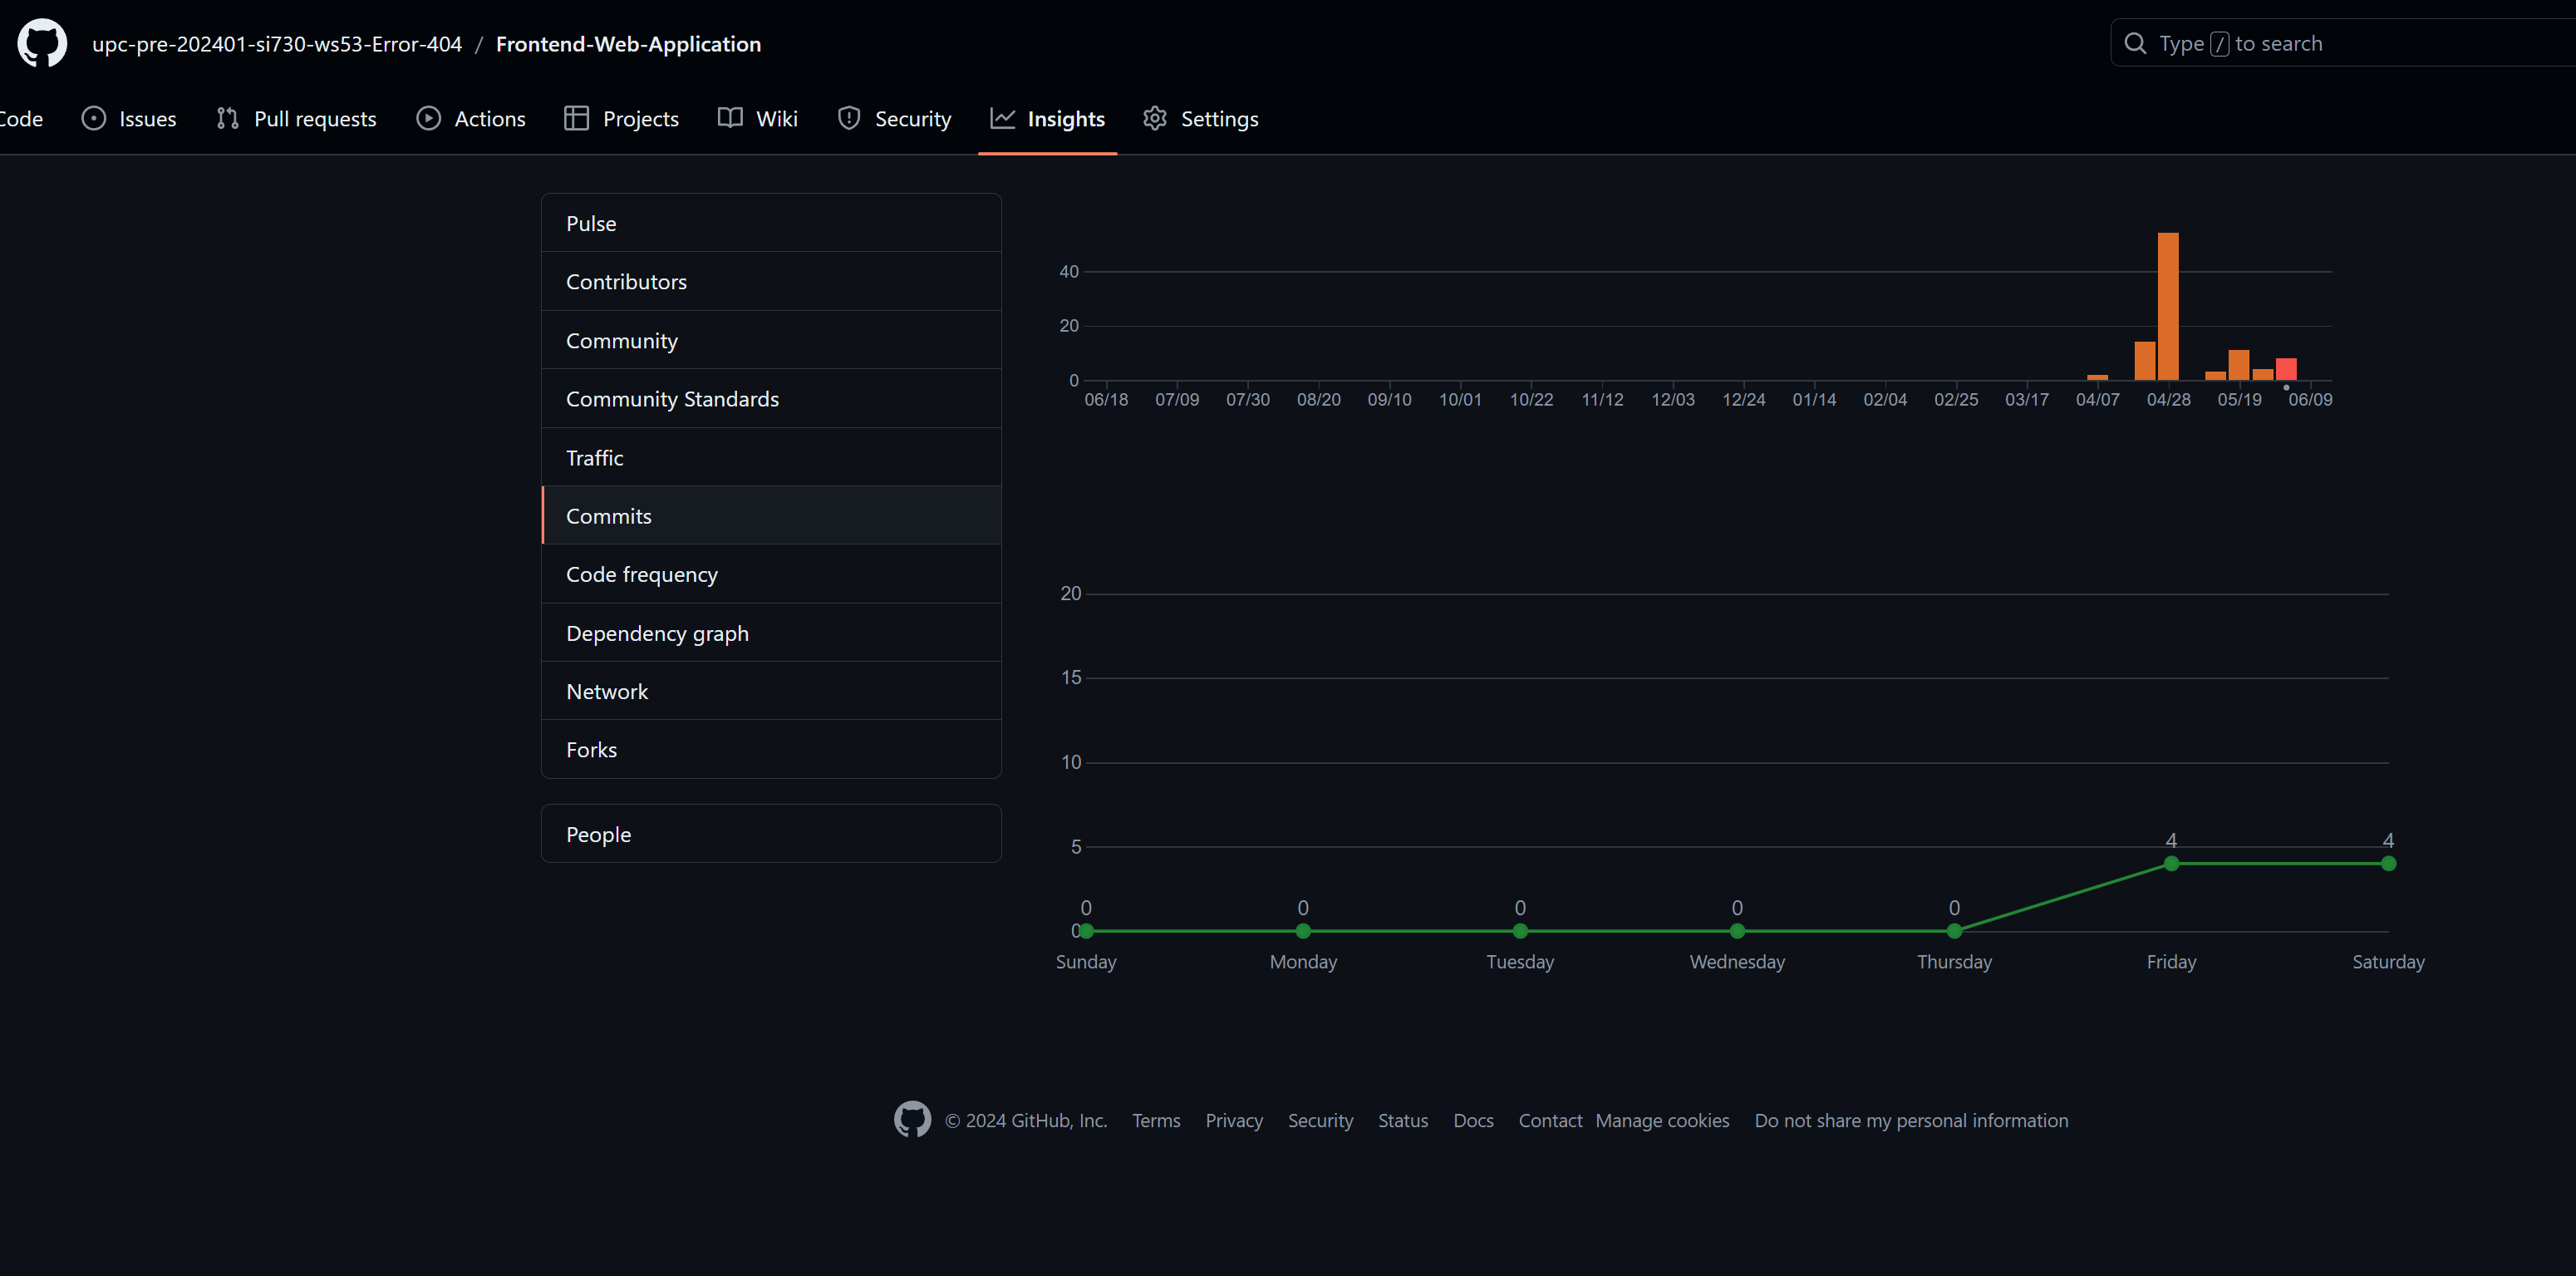 upc-pre-202401-si730-ws53-Error-404 / Frontend-Web-Application
Type / to search
Code Issues Pull requests Actions Projects Wiki Security Insights Settings
Pulse
Contributors
Community
Community Standards
Traffic
Commits
Code frequency
Dependency graph
Network
Forks
People
40
20
0
06/18 07/09 07/30 08/20 09/10 10/01 10/22 11/12 12/03 12/24 01/14 02/04 02/25 03/17 04/07 04/28 05/19 06/09
20
15
10
5
4 4
0 0 0 0 0
0
Sunday Monday Tuesday Wednesday Thursday Friday Saturday
© 2024 GitHub, Inc. Terms Privacy Security Status Docs Contact Manage cookies Do not share my personal information